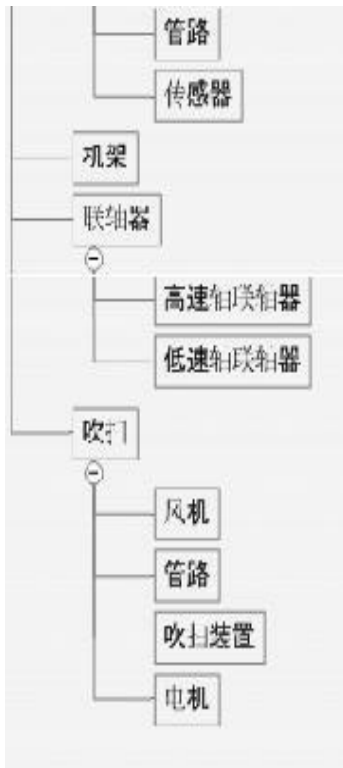 管路
传感器
机架
联轴器
高速轴联轴器
低速轴联轴器
吹扫
风机
管路
吹扫装置
电机